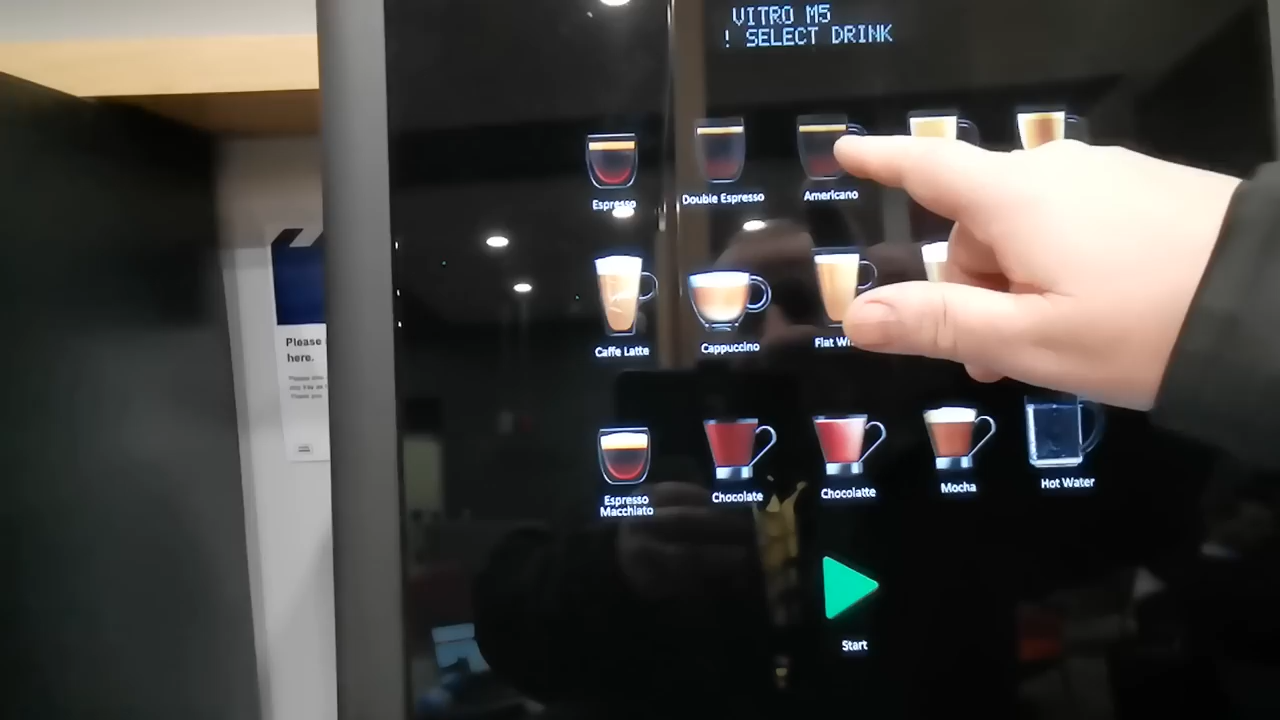 VITRO M5
! SELECT DRINK
Espresso
Double Espresso
Americano
Caffe Latte
Cappuccino
Flat
Please
here.
Espresso
Macchiato
Chocolate
Chocolatte
Mocha
Hot Water
Start